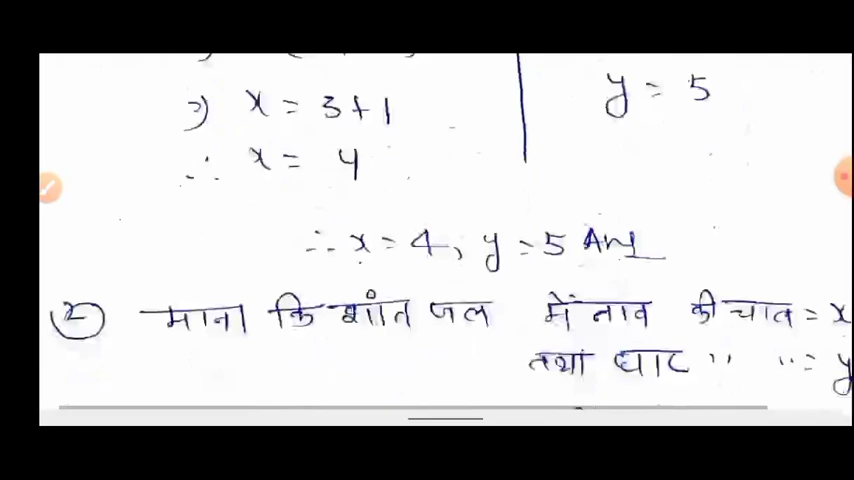 ⇒) x = 3+1
y = 5
∴ x = 4
∴ x = 4, y = 5 Ans
② माना कि शांत जल में नाव की चाल = x
तथा धार " " = y